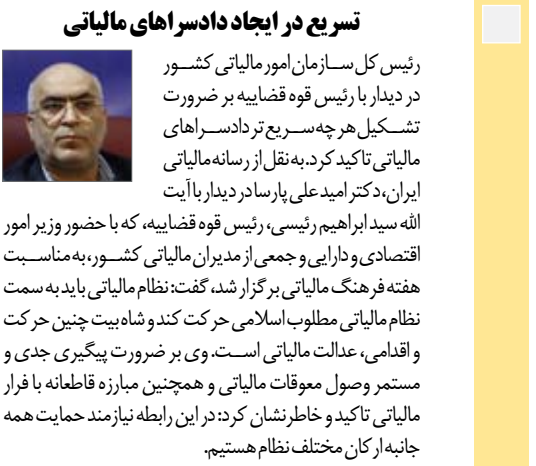 تسریع در ایجاد دادسراهای مالیاتی
رئیس کل سازمان امور مالیاتی کشور
در دیدار با رئیس قوه قضاییه بر ضرورت
تشکیل هر چه سریع تر دادسراهای
مالیاتی تاکید کرد. به نقل از رسانه مالیاتی
ایران، دکتر امید علی پارسا در دیدار با آیت
الله سید ابراهیم رئیسی، رئیس قوه قضاییه، که با حضور وزیر امور
اقتصادی و دارایی و جمعی از مدیران مالیاتی کشور، به مناسبت
هفته فرهنگ مالیاتی برگزار شد، گفت: نظام مالیاتی باید به سمت
نظام مالیاتی مطلوب اسلامی حرکت کند و شاه بیت چنین حرکت
و اقدامی، عدالت مالیاتی است. وی بر ضرورت پیگیری جدی و
مستمر وصول معوقات مالیاتی و همچنین مبارزه قاطعانه با فرار
مالیاتی تاکید و خاطرنشان کرد: در این رابطه نیازمند حمایت همه
جانبه ارکان مختلف نظام هستیم.